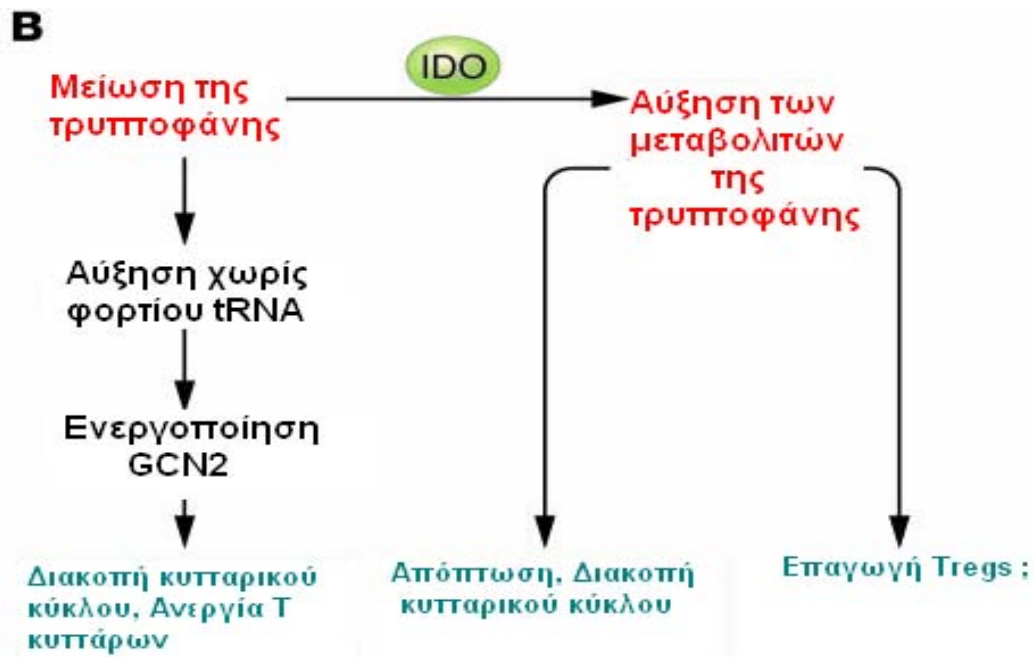 B
IDO
Μείωση της
τρυπτοφάνης
Αύξηση των
μεταβολιτών
της
τρυπτοφάνης
Αύξηση χωρίς
φορτίου tRNA
Ενεργοποίηση
GCN2
Διακοπή κυτταρικού
κύκλου, Ανεργία Τ
κυττάρων
Απόπτωση, Διακοπή
κυτταρικού κύκλου
Επαγωγή Tregs ;